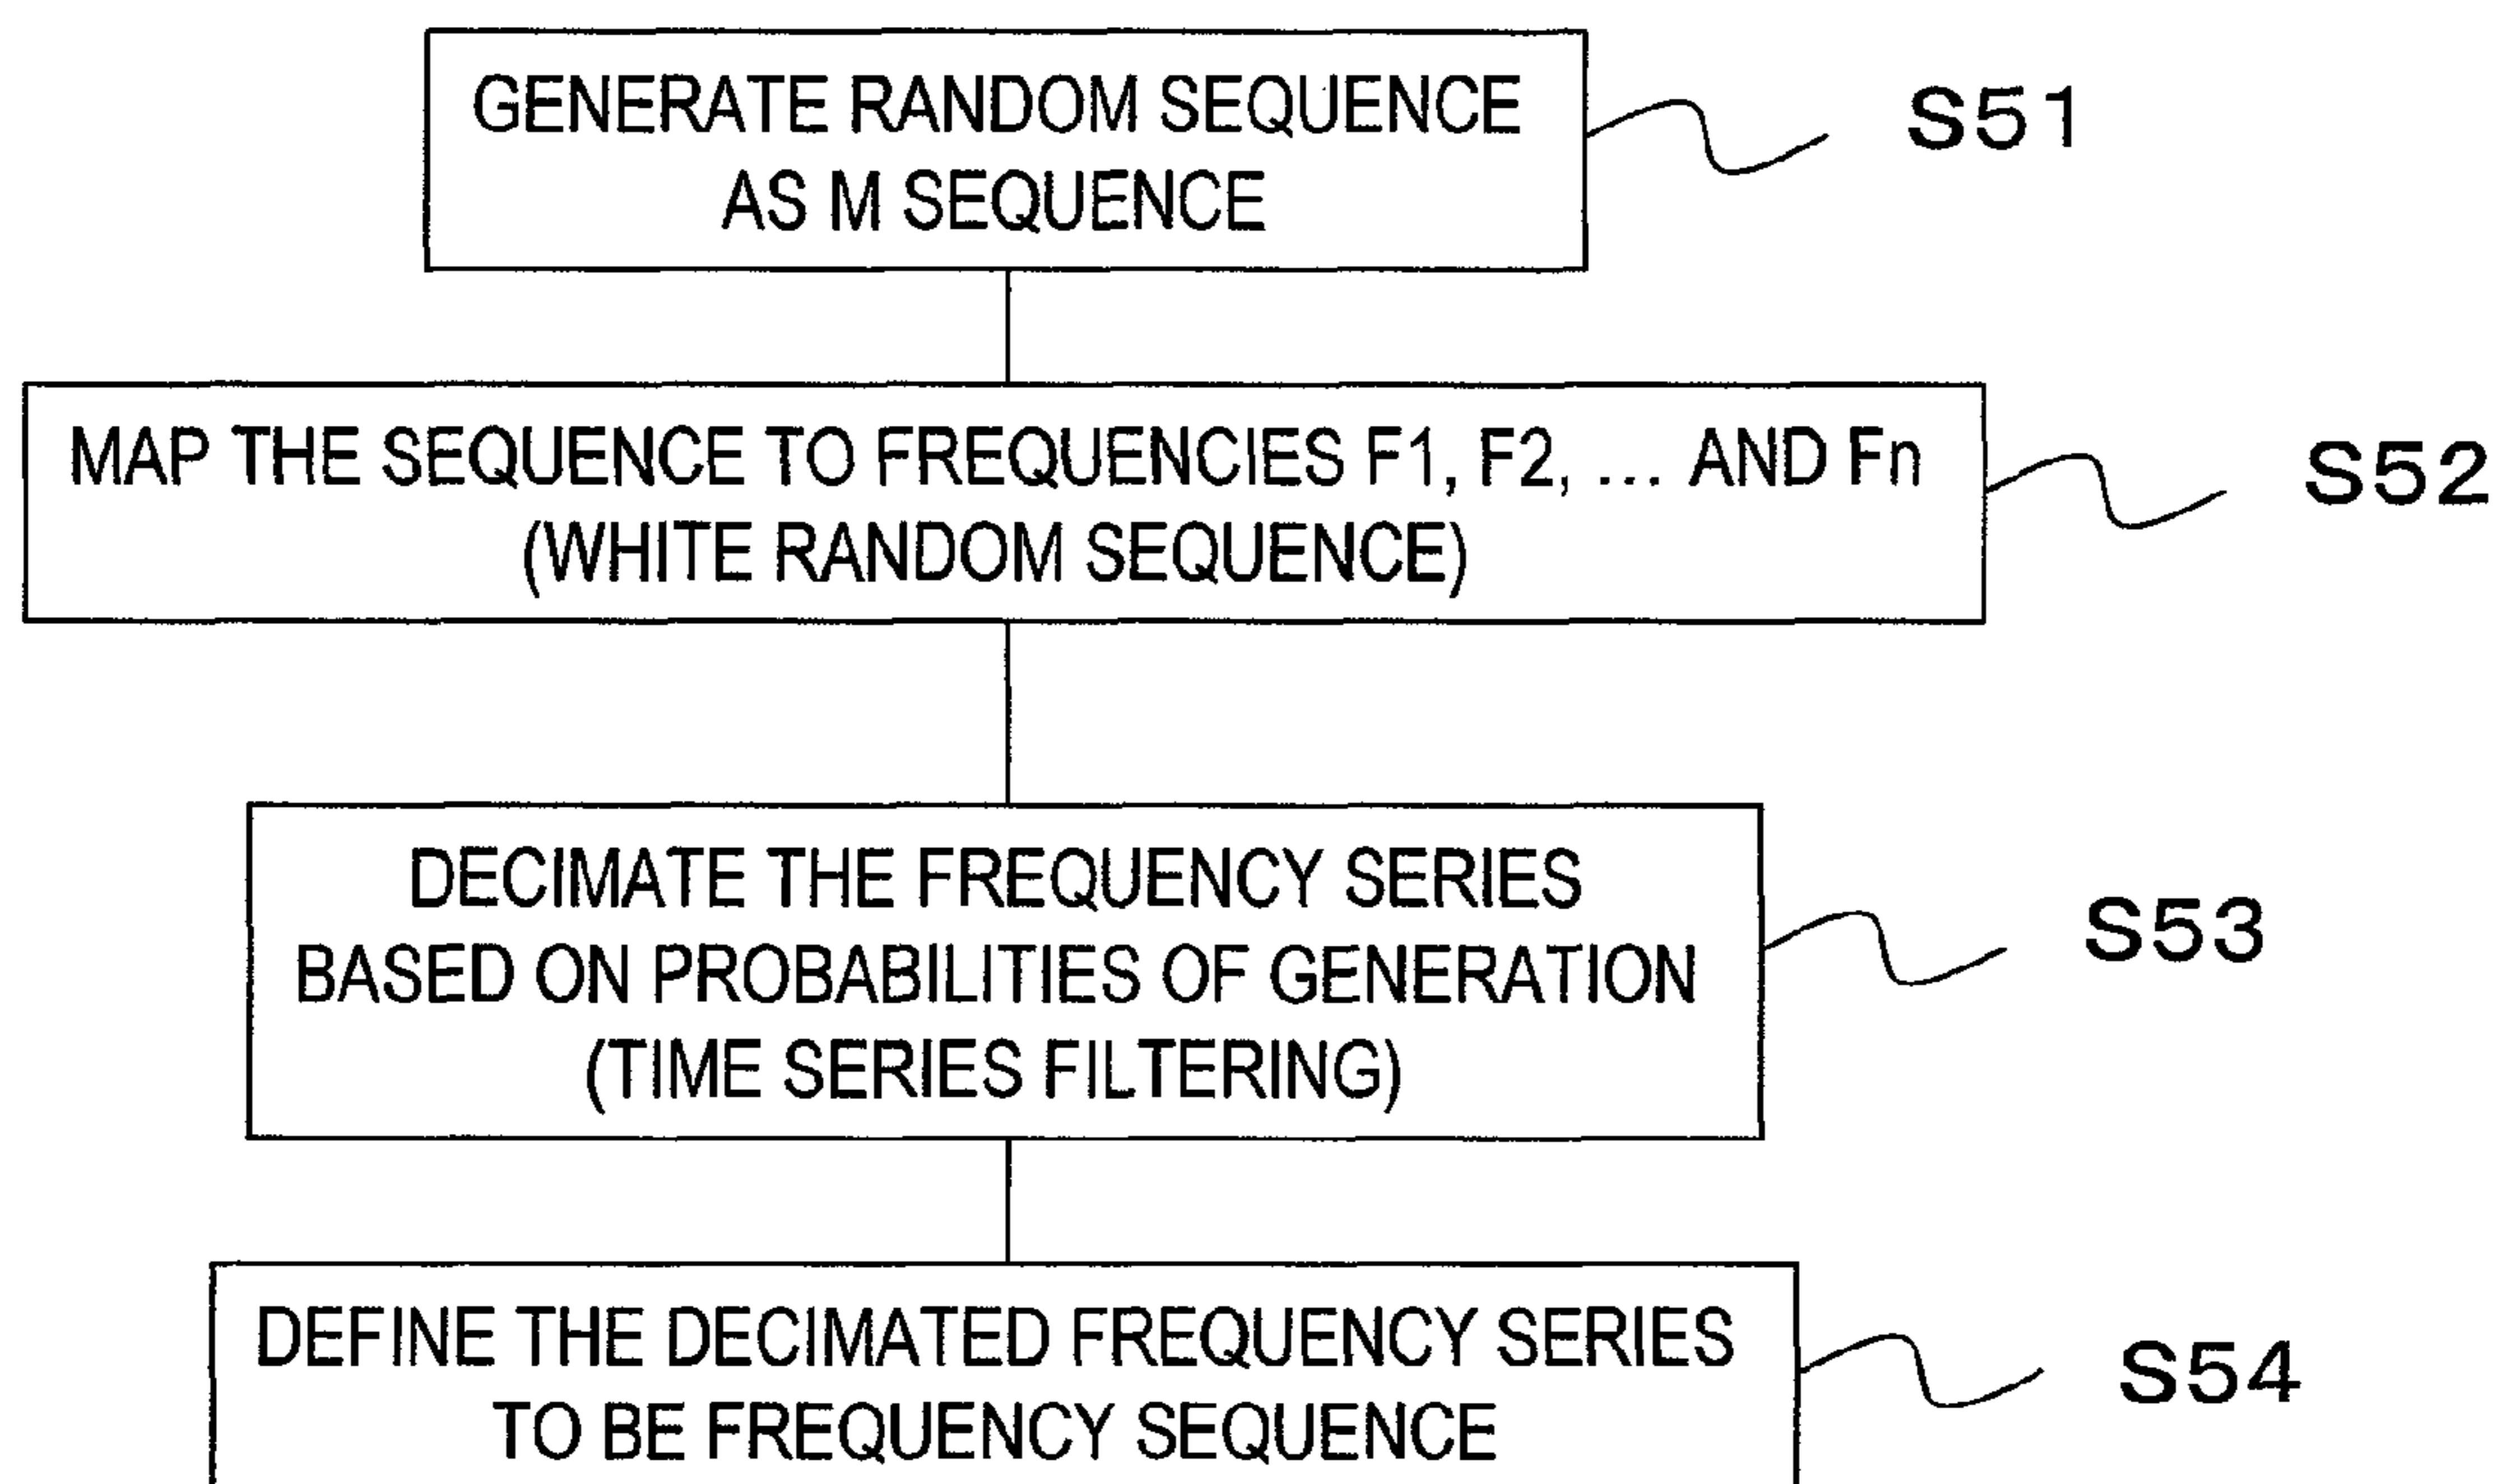 GENERATE RANDOM SEQUENCE
AS M SEQUENCE
S51
MAP THE SEQUENCE TO FREQUENCIES F1, F2, ... AND Fn
(WHITE RANDOM SEQUENCE)
S52
DECIMATE THE FREQUENCY SERIES
BASED ON PROBABILITIES OF GENERATION
(TIME SERIES FILTERING)
S53
DEFINE THE DECIMATED FREQUENCY SERIES
TO BE FREQUENCY SEQUENCE
S54